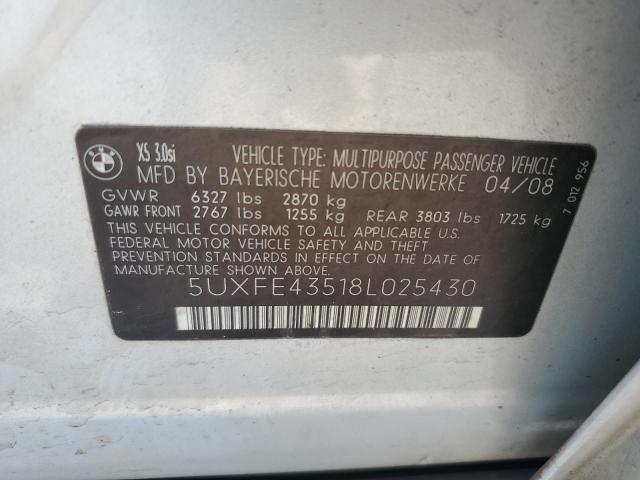 BMW
X5 3.0si
VEHICLE TYPE: MULTIPURPOSE PASSENGER VEHICLE
MFD BY BAYERISCHE MOTORENWERKE 04/08
GVWR 6327 lbs 2870 kg
GAWR FRONT 2767 lbs 1255 kg REAR 3803 lbs 1725 kg
THIS VEHICLE CONFORMS TO ALL APPLICABLE U.S.
FEDERAL MOTOR VEHICLE SAFETY AND THEFT
PREVENTION STANDARDS IN EFFECT ON THE DATE OF
MANUFACTURE SHOWN ABOVE.
5UXFE43518L025430
7 012 956